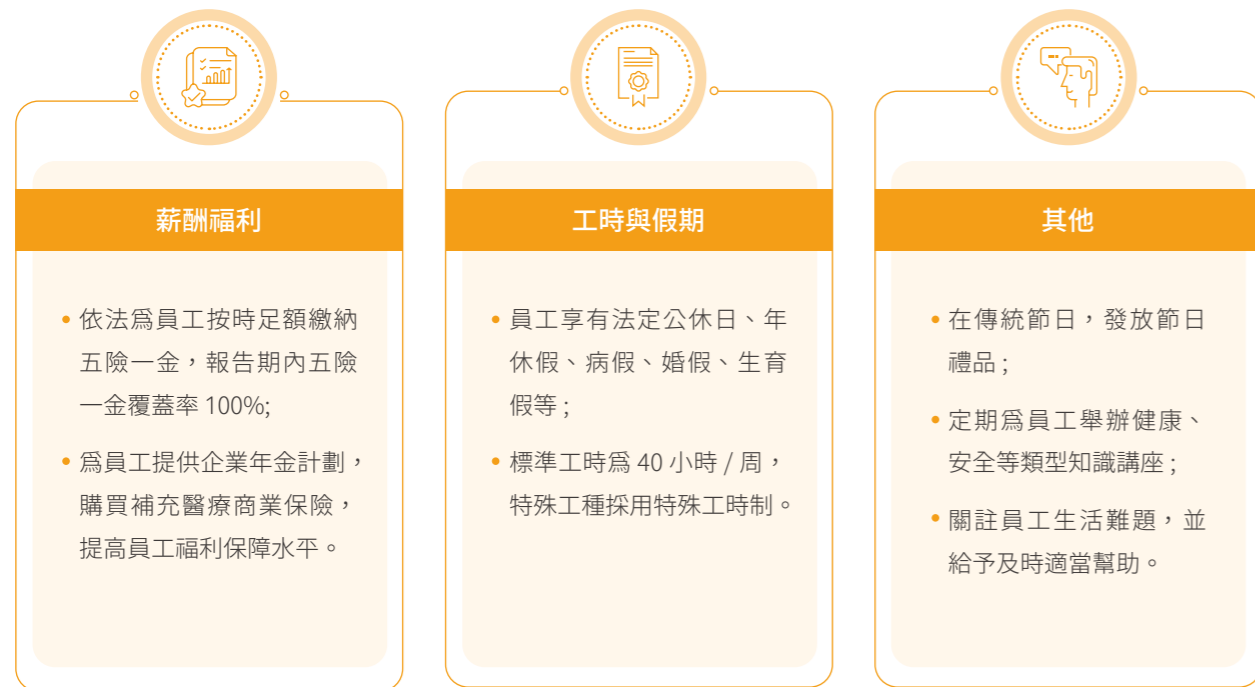 薪酬福利
依法爲員工按時足額繳納
五險一金，報告期內五險
一金覆蓋率 100%;
爲員工提供企業年金計劃，
購買補充醫療商業保險，
提高員工福利保障水平。
工時與假期
員工享有法定公休日、年
休假、病假、婚假、生育
假等 ;
標準工時爲 40 小時 / 周，
特殊工種採用特殊工時制。
其他
在傳統節日，發放節日
禮品 ;
定期爲員工舉辦健康、
安全等類型知識講座 ;
關註員工生活難題，並
給予及時適當幫助。